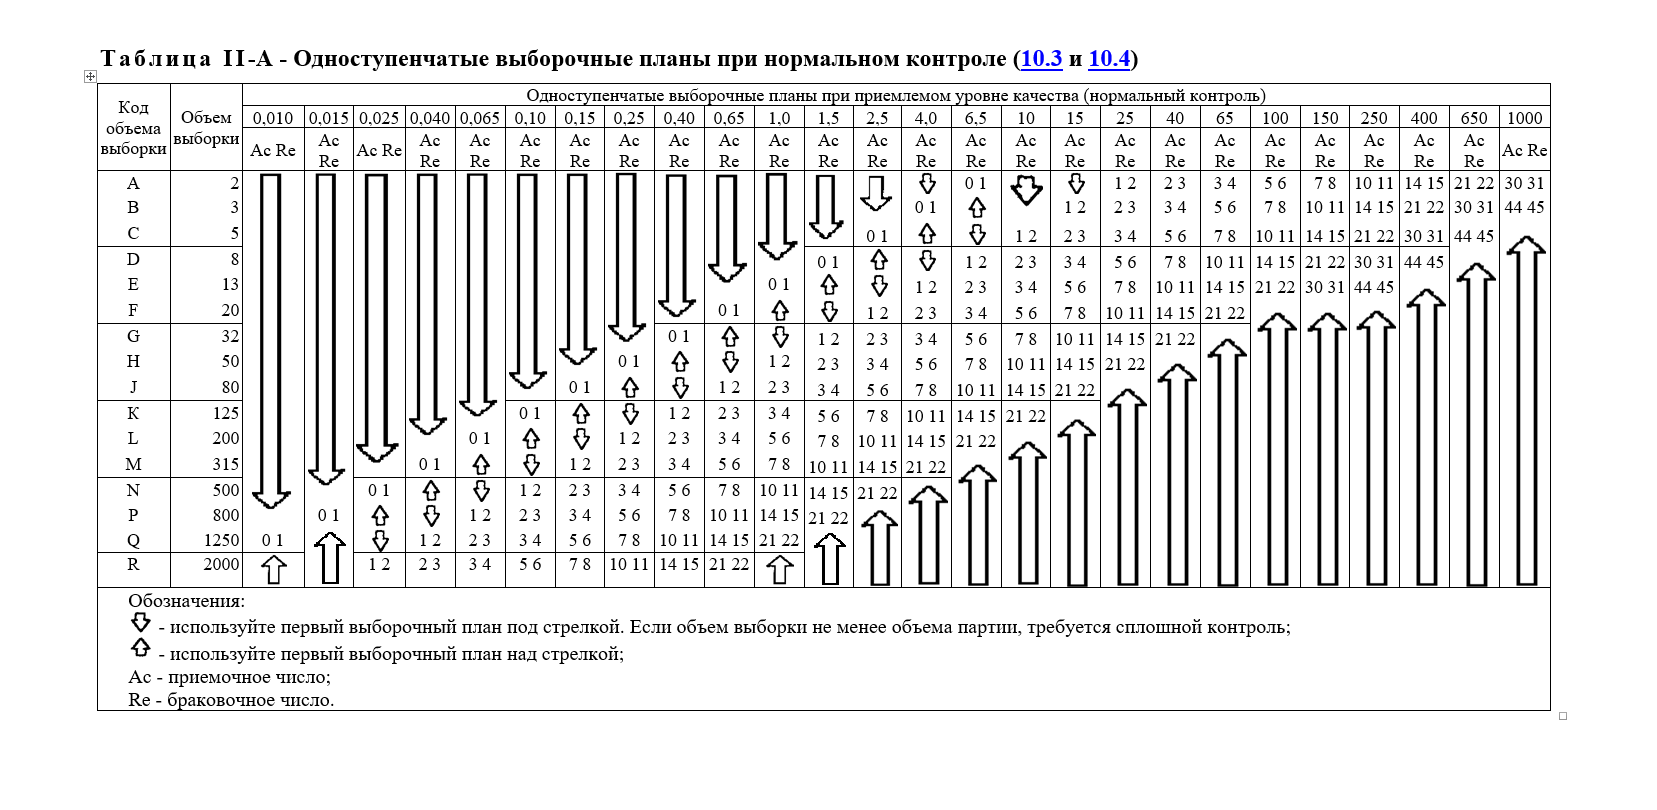 Таблица II-А - Одноступенчатые выборочные планы при нормальном контроле (10.3 и 10.4)
Код объема выборки
Объем выборки
Одноступенчатые выборочные планы при приемлемом уровне качества (нормальный контроль)
0,010 0,015 0,025 0,040 0,065 0,10 0,15 0,25 0,40 0,65 1,0 1,5 2,5 4,0 6,5 10 15 25 40 65 100 150 250 400 650 1000
Ac Re Ac Re Ac Re Ac Re Ac Re Ac Re Ac Re Ac Re Ac Re Ac Re Ac Re Ac Re Ac Re Ac Re Ac Re Ac Re Ac Re Ac Re Ac Re Ac Re Ac Re Ac Re Ac Re Ac Re Ac Re Ac Re
A 2 0 1 1 2 2 3 3 4 5 6 7 8 10 11 14 15 21 22 30 31
B 3 0 1 1 2 2 3 3 4 5 6 7 8 10 11 14 15 21 22 30 31 44 45
C 5 0 1 1 2 2 3 3 4 5 6 7 8 10 11 14 15 21 22 30 31 44 45
D 8 0 1 1 2 2 3 3 4 5 6 7 8 10 11 14 15 21 22 30 31 44 45
E 13 0 1 1 2 2 3 3 4 5 6 7 8 10 11 14 15 21 22 30 31 44 45
F 20 0 1 1 2 2 3 3 4 5 6 7 8 10 11 14 15 21 22
G 32 0 1 1 2 2 3 3 4 5 6 7 8 10 11 14 15 21 22
H 50 0 1 1 2 2 3 3 4 5 6 7 8 10 11 14 15 21 22
J 80 0 1 1 2 2 3 3 4 5 6 7 8 10 11 14 15 21 22
K 125 0 1 1 2 2 3 3 4 5 6 7 8 10 11 14 15 21 22
L 200 0 1 1 2 2 3 3 4 5 6 7 8 10 11 14 15 21 22
M 315 0 1 1 2 2 3 3 4 5 6 7 8 10 11 14 15 21 22
N 500 0 1 1 2 2 3 3 4 5 6 7 8 10 11 14 15 21 22
P 800 0 1 1 2 2 3 3 4 5 6 7 8 10 11 14 15 21 22
Q 1250 0 1 1 2 2 3 3 4 5 6 7 8 10 11 14 15 21 22
R 2000 1 2 2 3 3 4 5 6 7 8 10 11 14 15 21 22
Обозначения:
- используйте первый выборочный план под стрелкой. Если объем выборки не менее объема партии, требуется сплошной контроль;
- используйте первый выборочный план над стрелкой;
Ac - приемочное число;
Re - браковочное число.